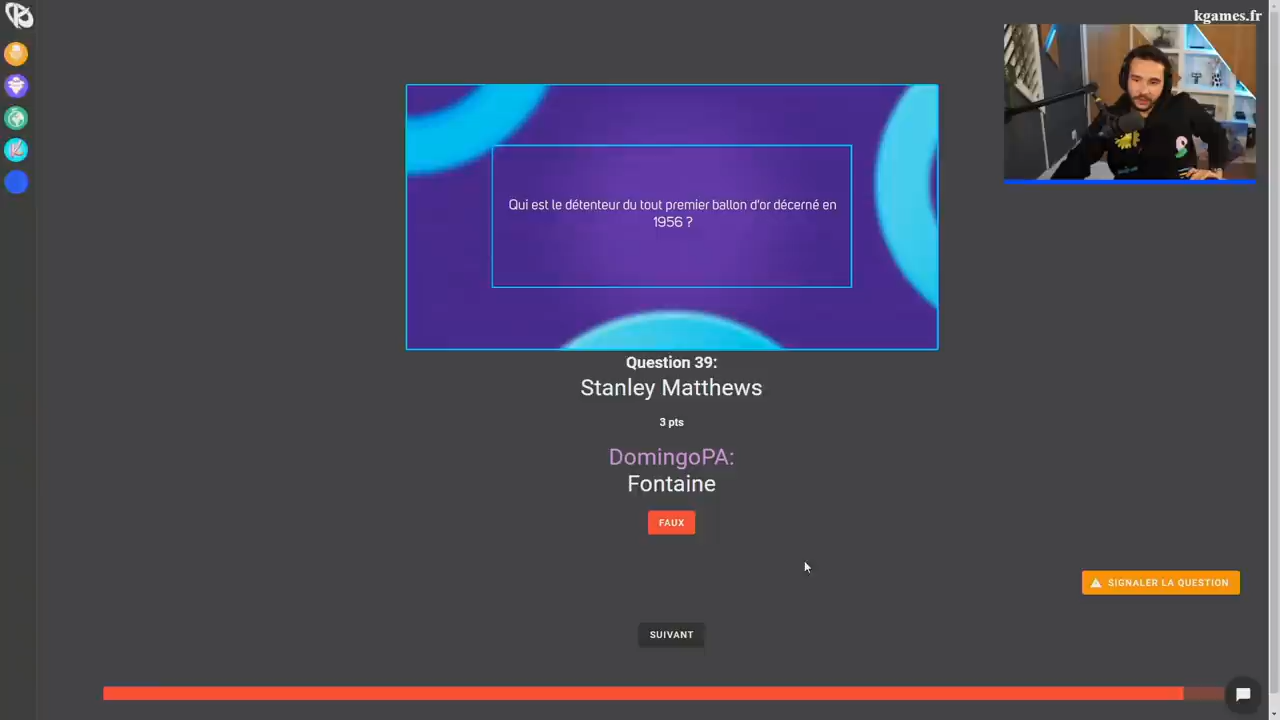 kgames.fr
Qui est le détenteur du tout premier ballon d'or décerné en
1956 ?
Question 39:
Stanley Matthews
3 pts
DomingoPA:
Fontaine
FAUX
SIGNALER LA QUESTION
SUIVANT